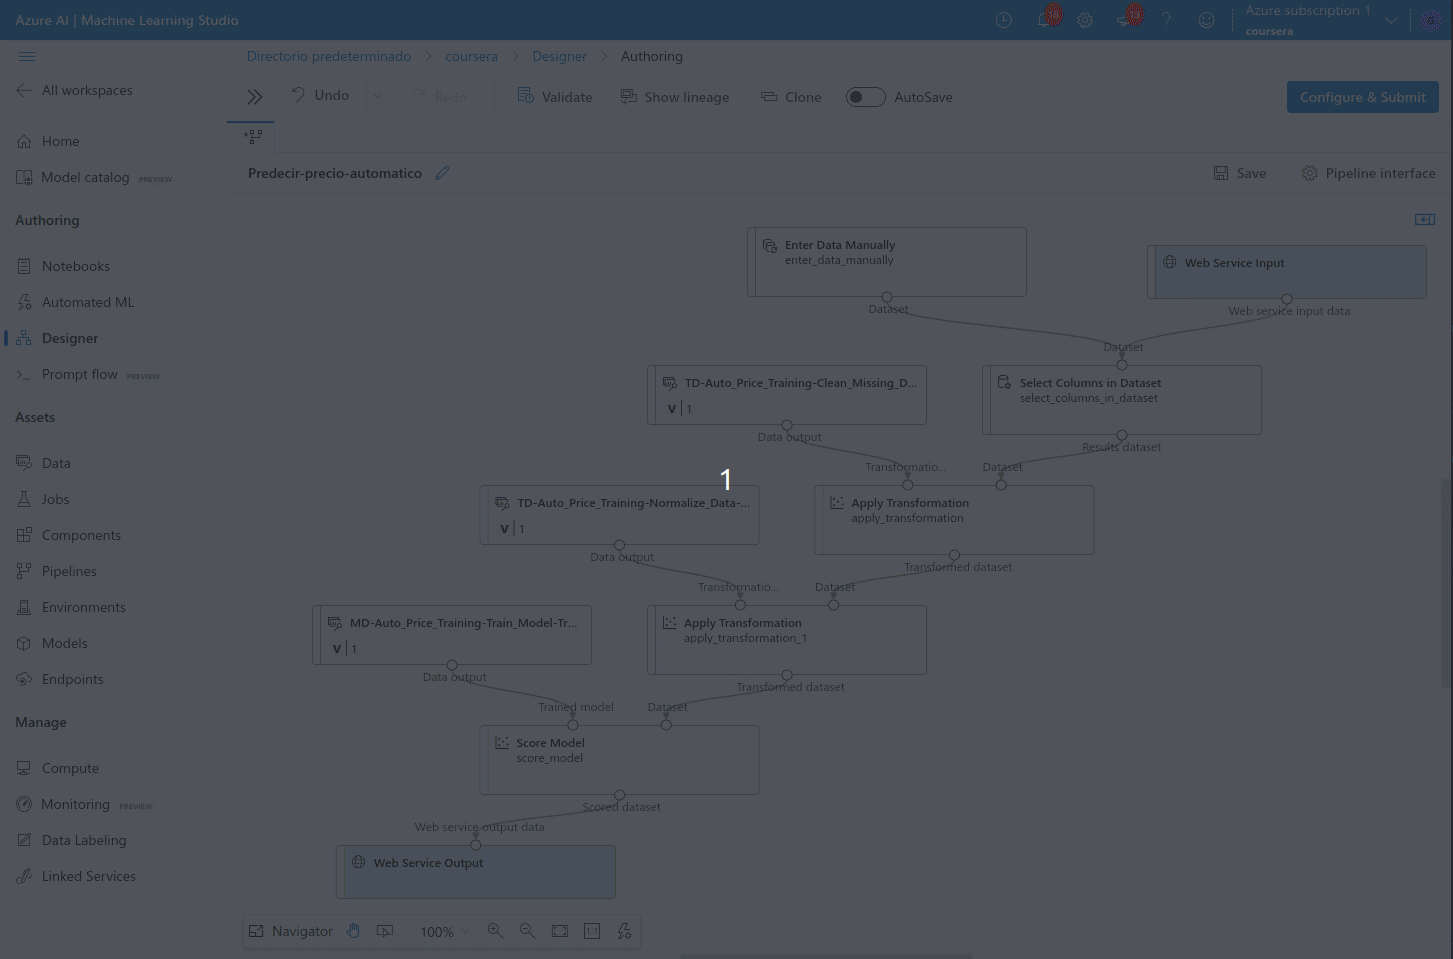 Azure AI | Machine Learning Studio
Azure subscription 1
coursera
All workspaces
Home
Model catalog PREVIEW
Authoring
Notebooks
Automated ML
Designer
Prompt flow PREVIEW
Assets
Data
Jobs
Components
Pipelines
Environments
Models
Endpoints
Manage
Compute
Monitoring PREVIEW
Data Labeling
Linked Services
Directorio predeterminado > coursera > Designer > Authoring
Undo
Redo
Validate
Show lineage
Clone
AutoSave
Configure & Submit
Predecir-precio-automatico
Save
Pipeline interface
Enter Data Manually
enter_data_manually
Dataset
Web Service Input
Web service input data
Dataset
Select Columns in Dataset
select_columns_in_dataset
Results dataset
TD-Auto_Price_Training-Clean_Missing_D...
V | 1
Data output
Transformatio...
Dataset
1
Apply Transformation
apply_transformation
Transformed dataset
TD-Auto_Price_Training-Normalize_Data-...
V | 1
Data output
Transformatio...
Dataset
Apply Transformation
apply_transformation_1
Transformed dataset
MD-Auto_Price_Training-Train_Model-Tr...
V | 1
Data output
Trained model
Dataset
Score Model
score_model
Scored dataset
Web service output data
Web Service Output
Navigator
100%
1:1